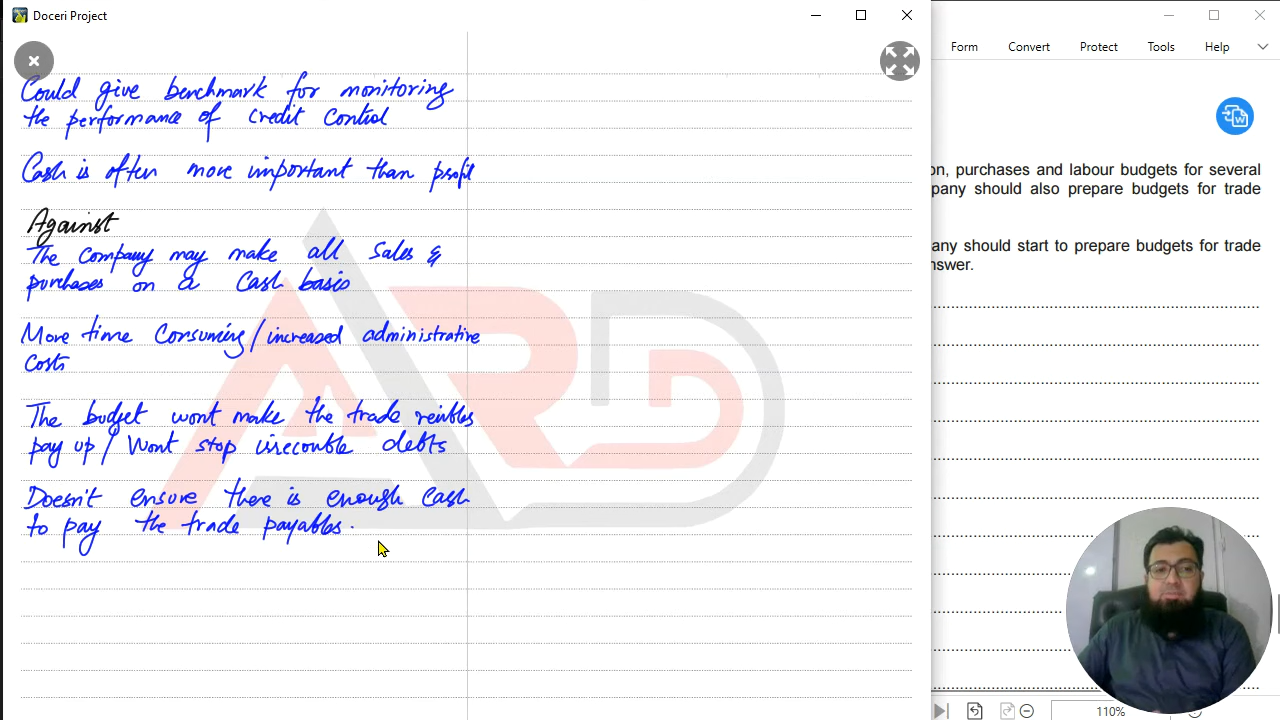 Doceri Project
Could give benchmark for monitoring
the performance of Credit Control
Cash is often more important than profit
Against
The Company may make all Sales &
purchases on a Cash basis
More time Consuming / increased administrative
Costs
The budget wont make the trade
pay up / Wont stop debts
Doesn't ensure there is enough Cash
to pay the trade payables.
ARD
Form Convert Protect Tools Help
on, purchases and labour budgets for several
pany should also prepare budgets for trade
any should start to prepare budgets for trade
nswer.
110%